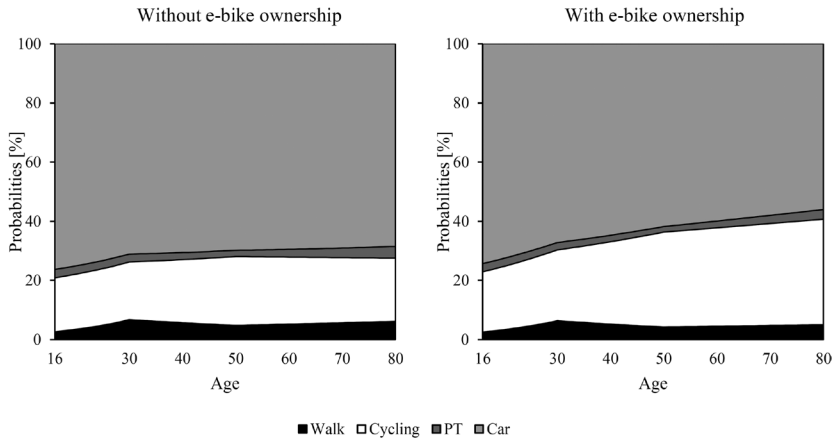 Without e-bike ownership
100
80
60
40
20
0
Probabilities [%]
16 30 40 50 60 70 80
Age
With e-bike ownership
100
80
60
40
20
0
Probabilities [%]
16 30 40 50 60 70 80
Age
Walk Cycling PT Car